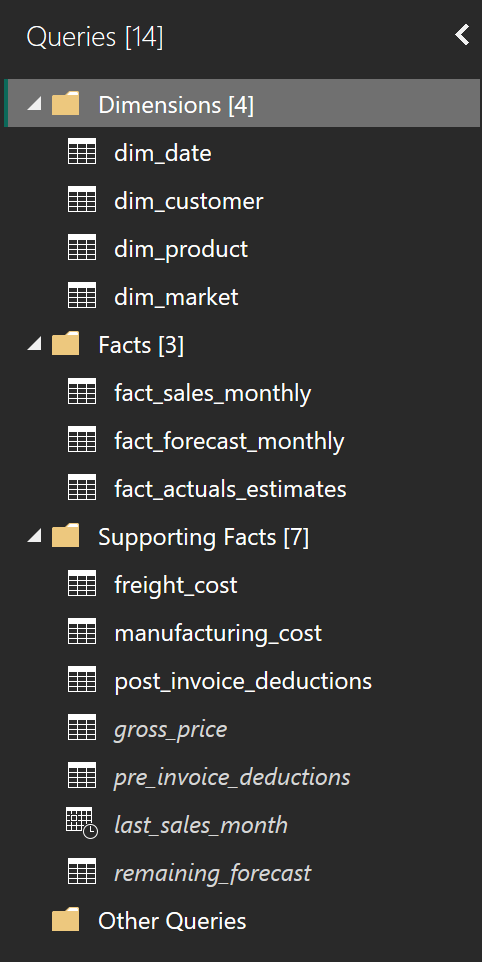 Queries [14]
Dimensions [4]
dim_date
dim_customer
dim_product
dim_market
Facts [3]
fact_sales_monthly
fact_forecast_monthly
fact_actuals_estimates
Supporting Facts [7]
freight_cost
manufacturing_cost
post_invoice_deductions
gross_price
pre_invoice_deductions
last_sales_month
remaining_forecast
Other Queries